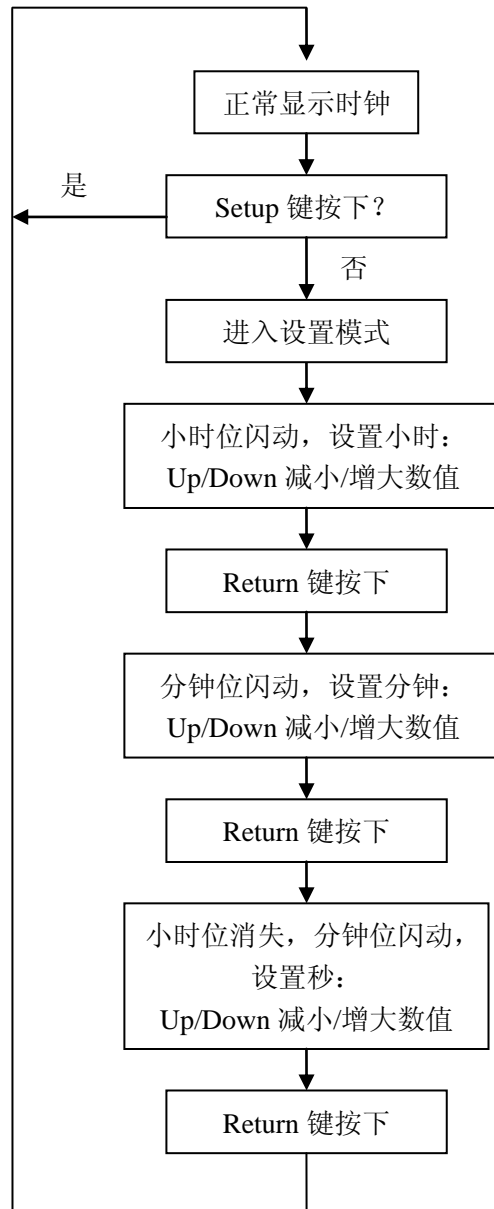 正常显示时钟
是
Setup 键按下?
否
进入设置模式
小时位闪动，设置小时：
Up/Down 减小/增大数值
Return 键按下
分钟位闪动，设置分钟：
Up/Down 减小/增大数值
Return 键按下
小时位消失，分钟位闪动，
设置秒：
Up/Down 减小/增大数值
Return 键按下